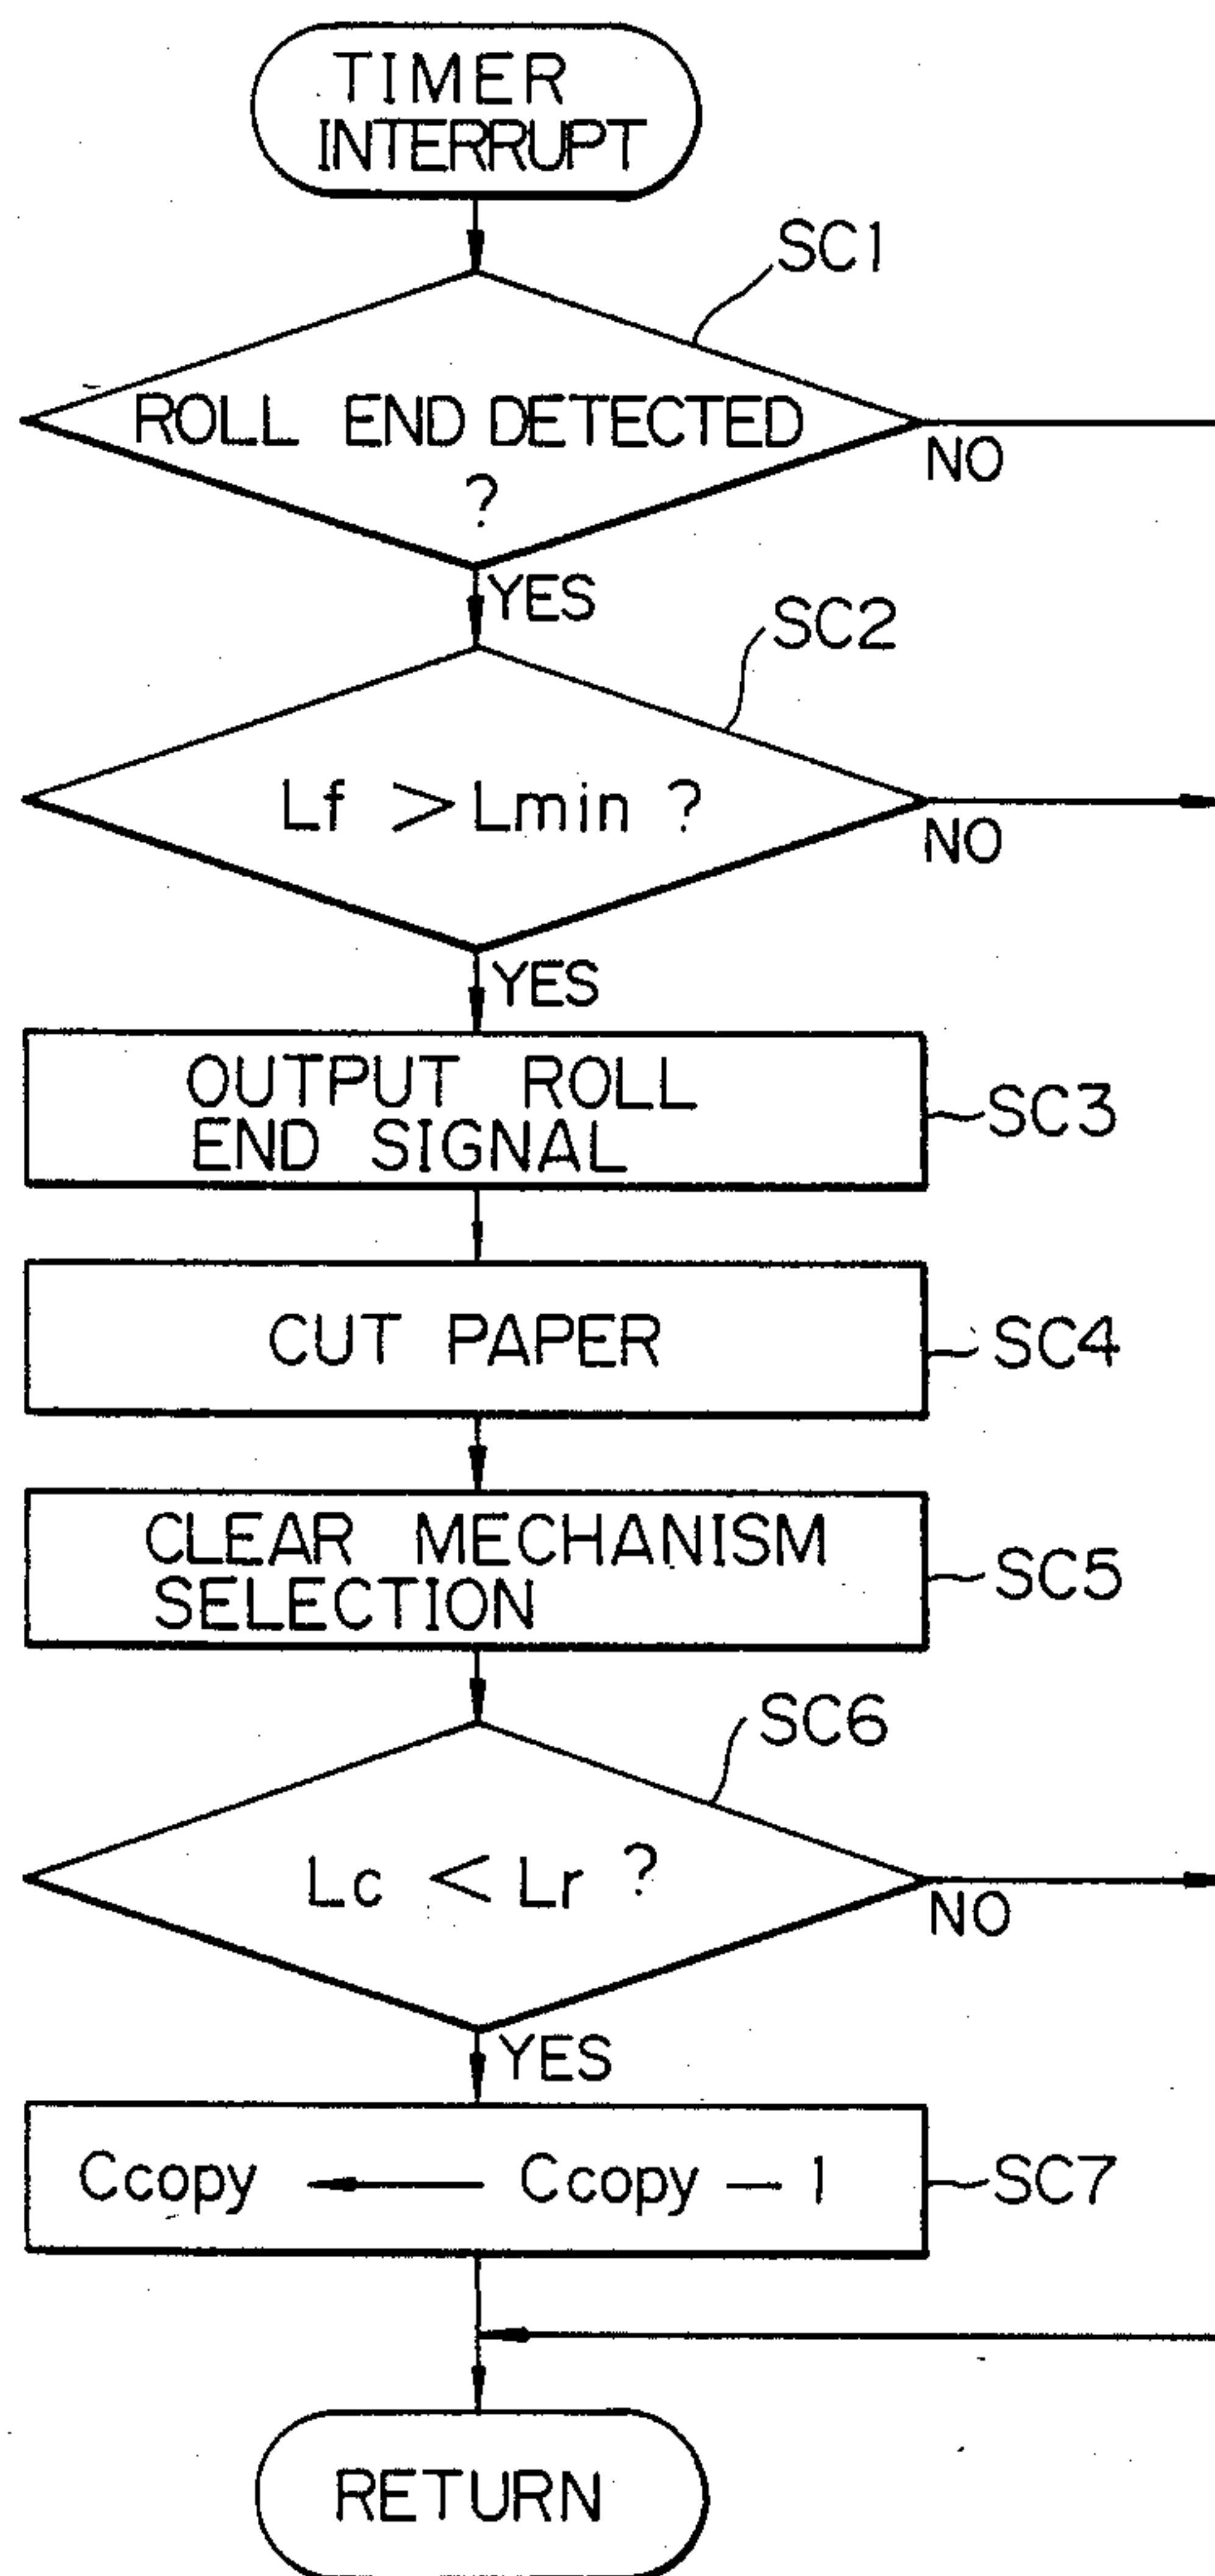 TIMER
INTERRUPT
SC1
ROLL END DETECTED
?
NO
YES
SC2
Lf > Lmin ?
NO
YES
OUTPUT ROLL
END SIGNAL
SC3
CUT PAPER
SC4
CLEAR MECHANISM
SELECTION
SC5
SC6
Lc < Lr ?
NO
YES
Ccopy ← Ccopy − 1
SC7
RETURN